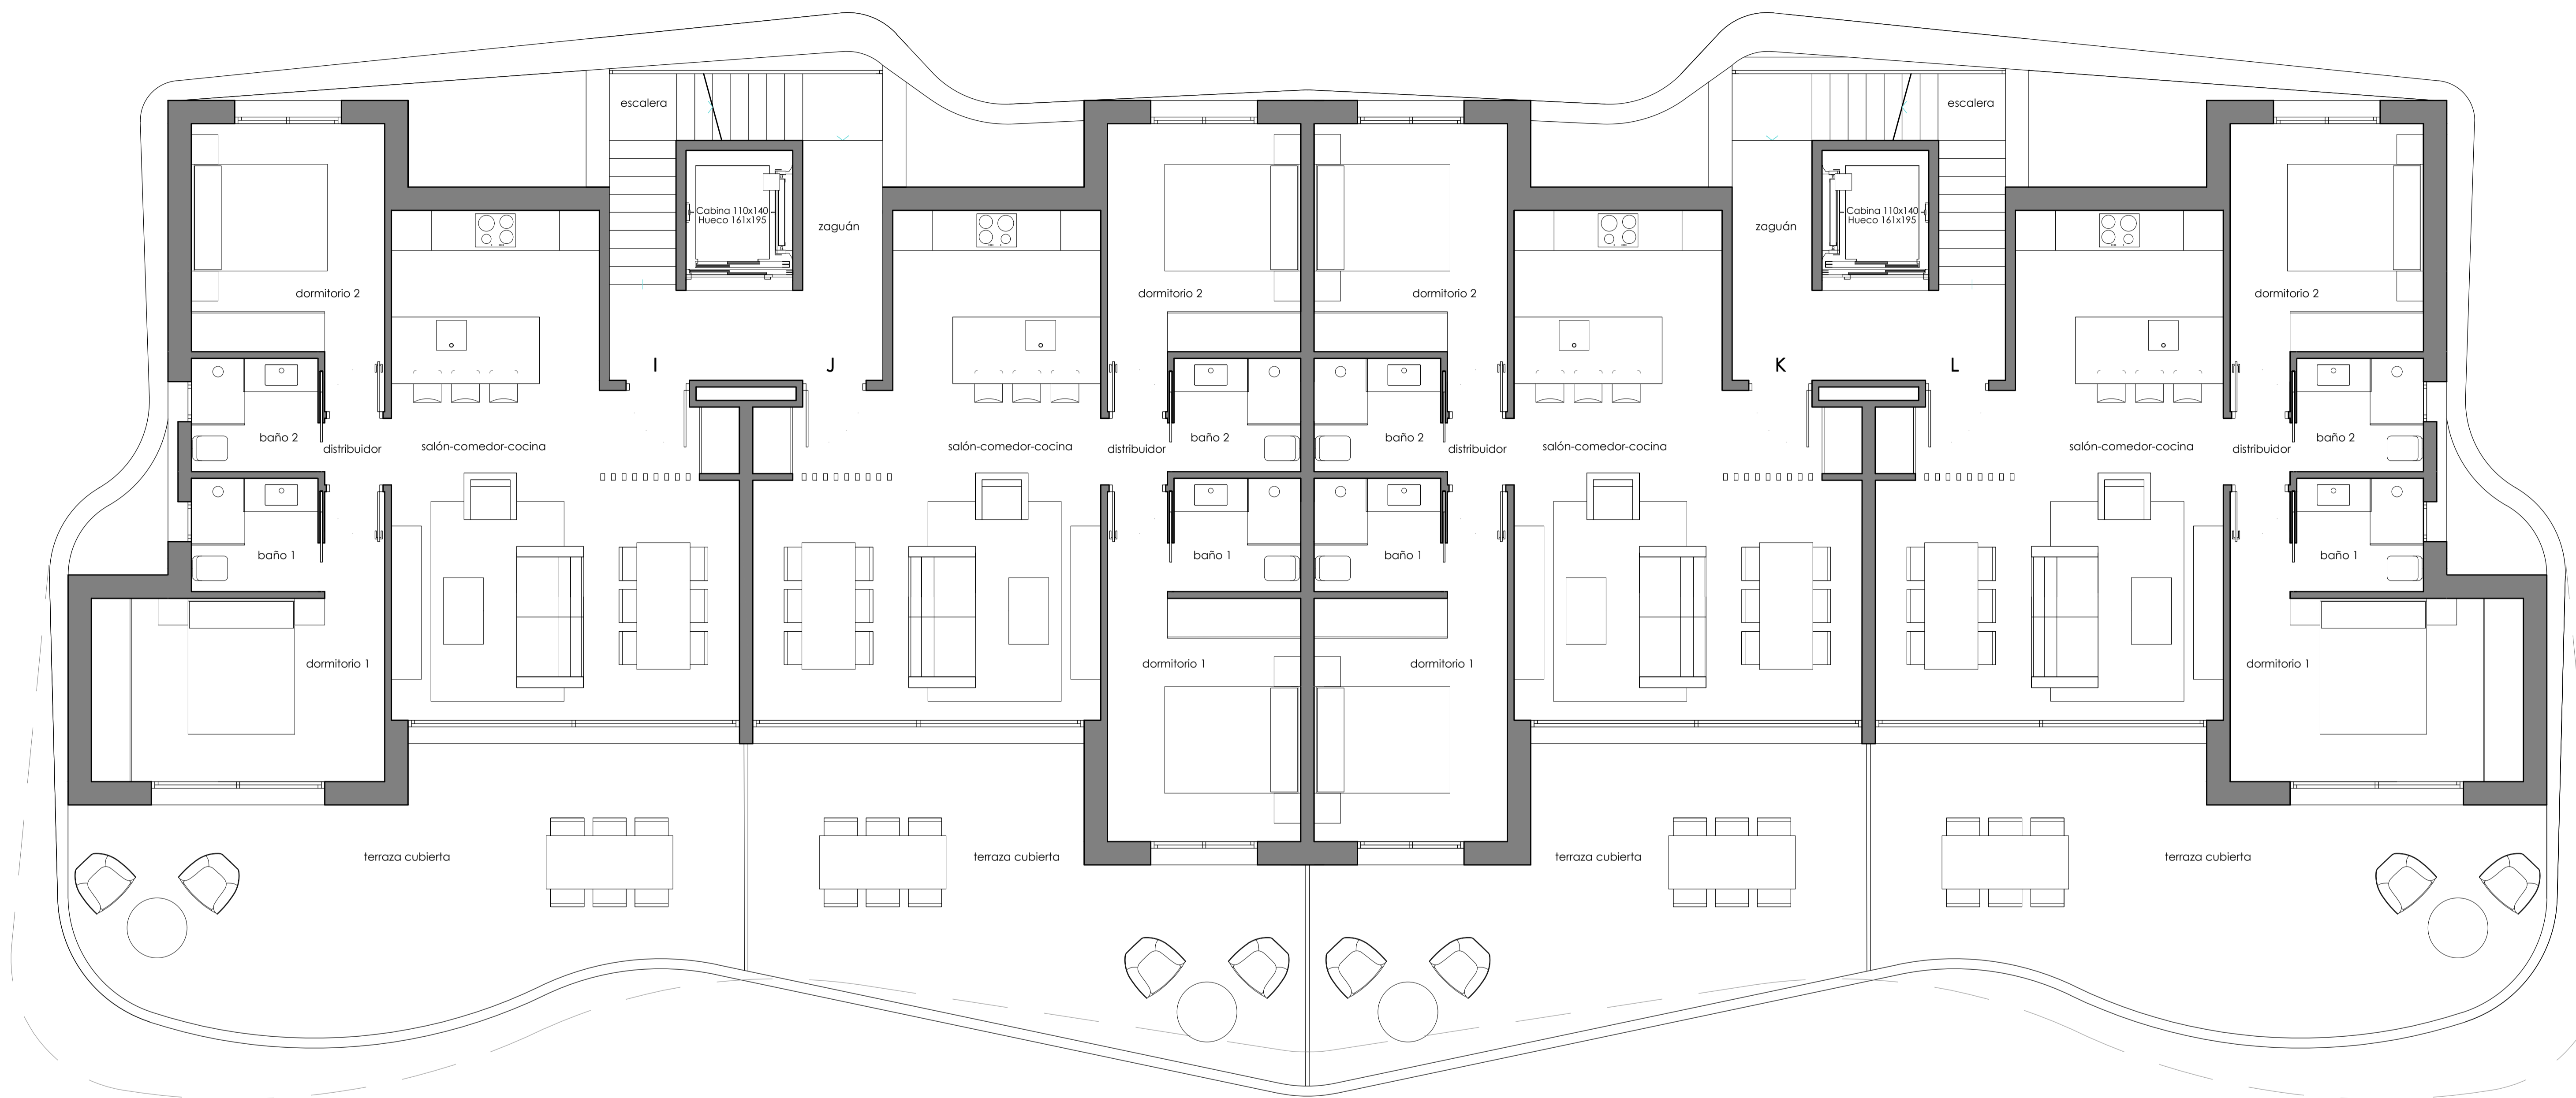 escalera
escalera
Cabina 110x140
Hueco 161x195
zaguán
zaguán
Cabina 110x140
Hueco 161x195
dormitorio 2
dormitorio 2
dormitorio 2
dormitorio 2
I
J
K
L
baño 2
distribuidor
salón-comedor-cocina
salón-comedor-cocina
distribuidor
baño 2
baño 2
distribuidor
salón-comedor-cocina
salón-comedor-cocina
distribuidor
baño 2
baño 1
baño 1
baño 1
baño 1
dormitorio 1
dormitorio 1
dormitorio 1
dormitorio 1
terraza cubierta
terraza cubierta
terraza cubierta
terraza cubierta